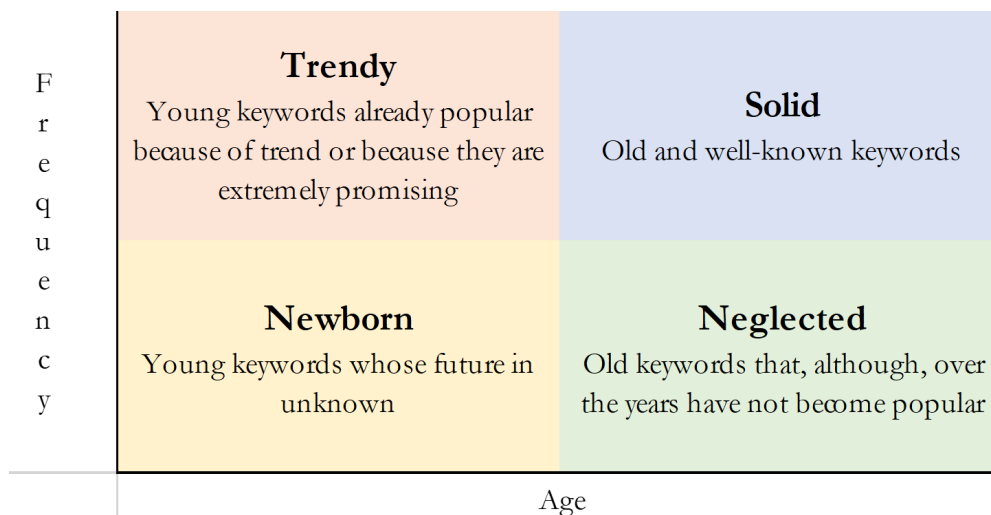 Frequency
Trendy
Young keywords already popular
because of trend or because they are
extremely promising
Solid
Old and well-known keywords
Newborn
Young keywords whose future in
unknown
Neglected
Old keywords that, although, over
the years have not become popular
Age